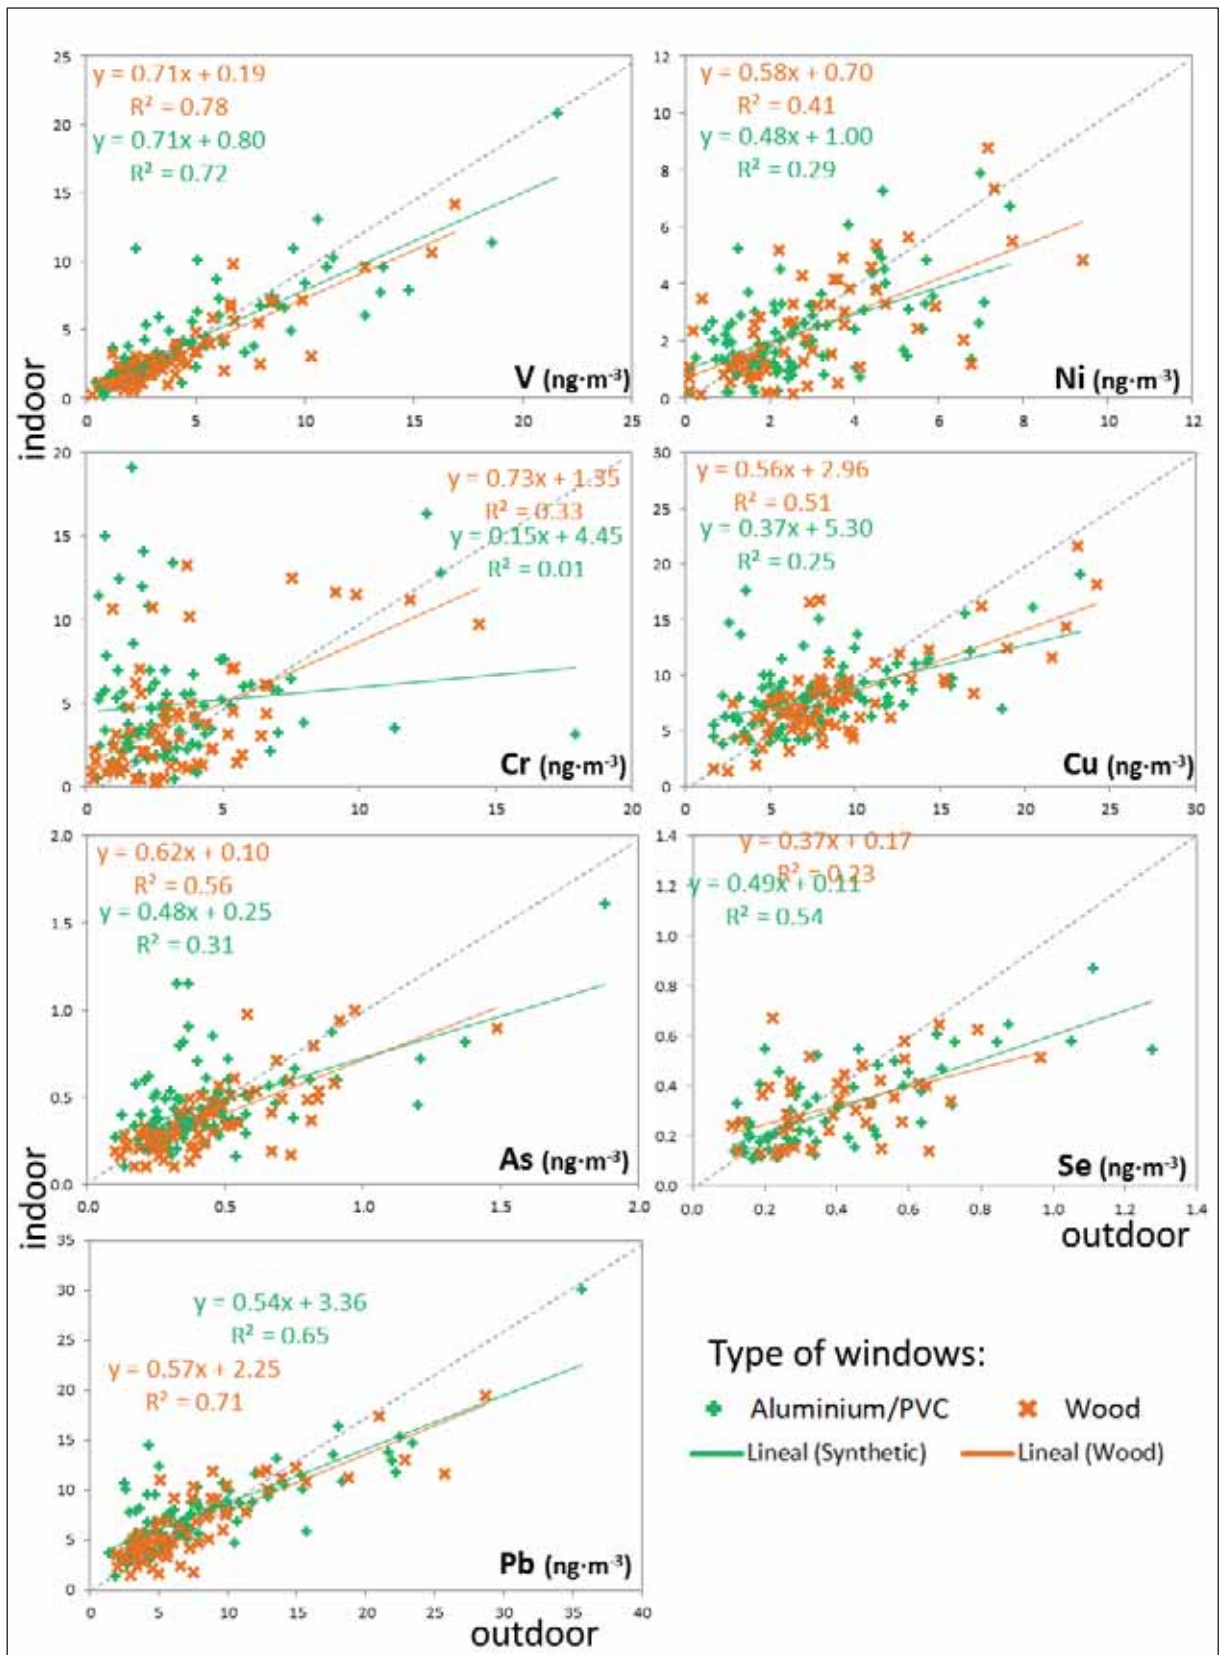 y = 0.71x + 0.19
R² = 0.78
y = 0.71x + 0.80
R² = 0.72
25
20
15
10
5
0
0 5 10 15 20 25
V (ng·m⁻³)
y = 0.58x + 0.70
R² = 0.41
y = 0.48x + 1.00
R² = 0.29
12
10
8
6
4
2
0
0 2 4 6 8 10 12
Ni (ng·m⁻³)
indoor
y = 0.73x + 1.35
R² = 0.33
y = 0.15x + 4.45
R² = 0.01
20
15
10
5
0
0 5 10 15 20
Cr (ng·m⁻³)
y = 0.56x + 2.96
R² = 0.51
y = 0.37x + 5.30
R² = 0.25
30
25
20
15
10
5
0
0 5 10 15 20 25 30
Cu (ng·m⁻³)
y = 0.62x + 0.10
R² = 0.56
y = 0.48x + 0.25
R² = 0.31
2.0
1.5
1.0
0.5
0.0
0.0 0.5 1.0 1.5 2.0
As (ng·m⁻³)
y = 0.37x + 0.17
R² = 0.23
y = 0.49x + 0.11
R² = 0.54
1.4
1.2
1.0
0.8
0.6
0.4
0.2
0.0
0.0 0.2 0.4 0.6 0.8 1.0 1.2 1.4
Se (ng·m⁻³)
outdoor
indoor
y = 0.54x + 3.36
R² = 0.65
y = 0.57x + 2.25
R² = 0.71
35
30
25
20
15
10
5
0
0 5 10 15 20 25 30 35 40
Pb (ng·m⁻³)
outdoor
Type of windows:
Aluminium/PVC Wood
Lineal (Synthetic) Lineal (Wood)